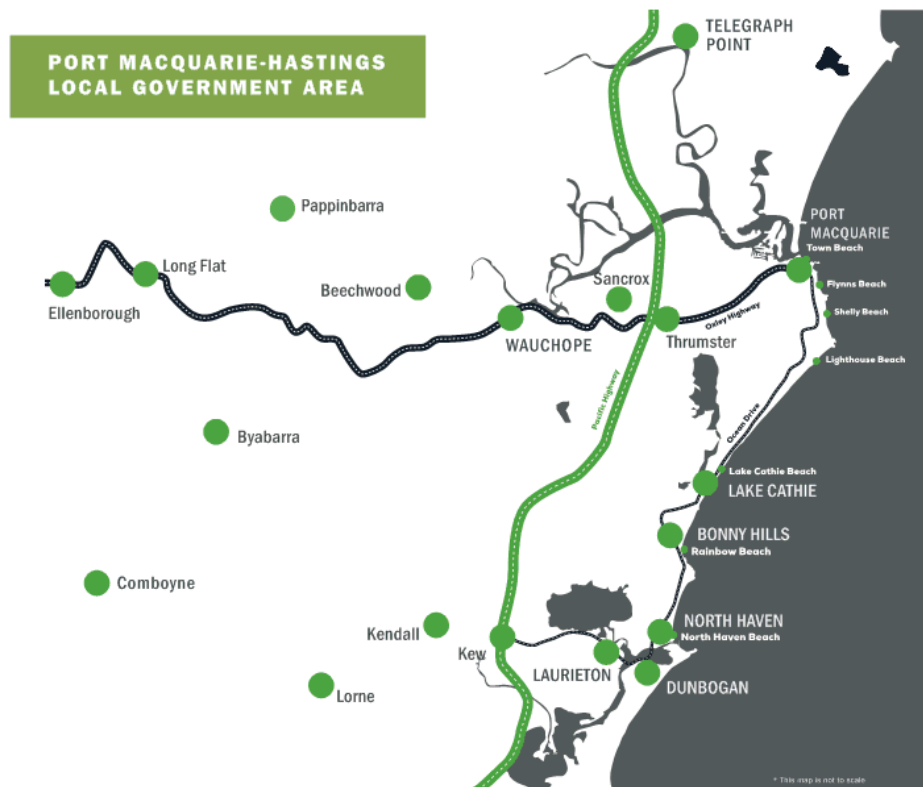 PORT MACQUARIE-HASTINGS
LOCAL GOVERNMENT AREA
TELEGRAPH
POINT
Pappinbarra
PORT
MACQUARIE
Town Beach
Long Flat
Ellenborough
Beechwood
Sancrox
Flynns Beach
Shelly Beach
WAUCHOPE
Oxley Highway
Thrumster
Lighthouse Beach
Pacific Highway
Ocean Drive
Byabarra
Lake Cathie Beach
LAKE CATHIE
BONNY HILLS
Rainbow Beach
Comboyne
Kendall
Kew
NORTH HAVEN
North Haven Beach
LAURIETON
DUNBOGAN
Lorne
* This map is not to scale